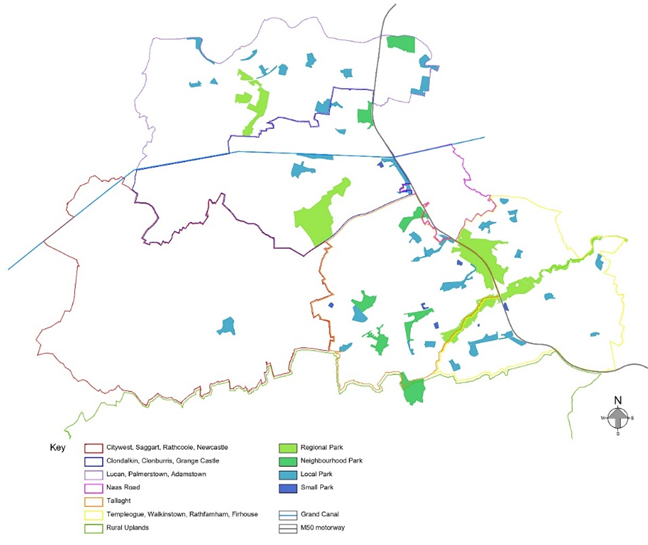 N
Key
Citywest, Saggart, Rathcoole, Newcastle
Clondalkin, Clonburris, Grange Castle
Lucan, Palmerstown, Adamstown
Naas Road
Tallaght
Templeogue, Walkinstown, Rathfarnham, Firhouse
Rural Uplands
Regional Park
Neighbourhood Park
Local Park
Small Park
Grand Canal
M50 motorway